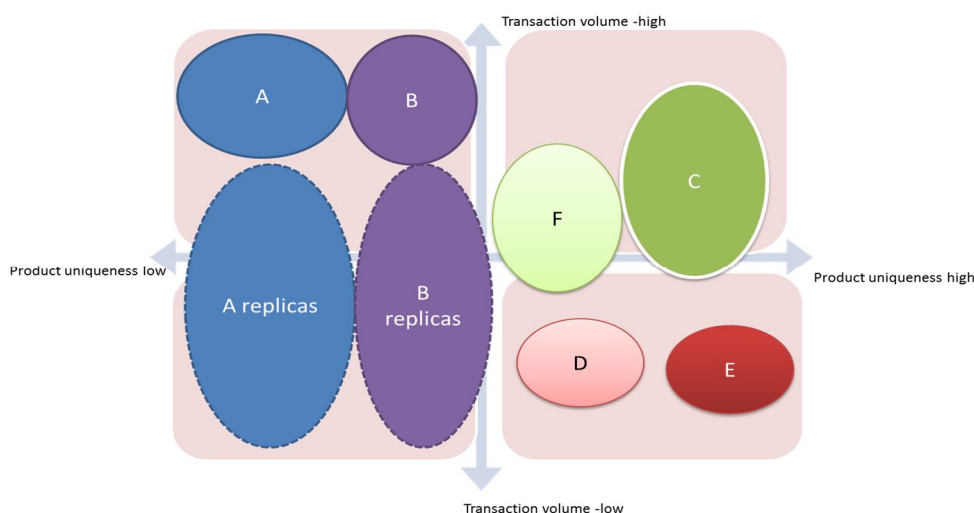 Transaction volume -high
A
B
C
F
Product uniqueness low
Product uniqueness high
A replicas
B
replicas
D
E
Transaction volume -low